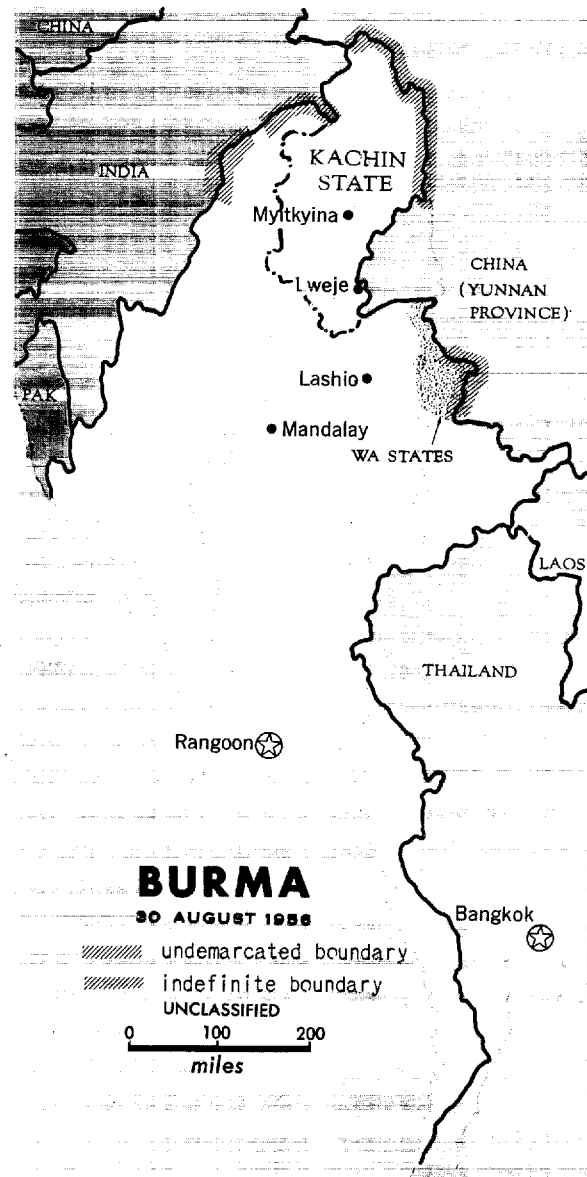 CHINA
INDIA
KACHIN
STATE
Myitkyina
CHINA
(YUNNAN
PROVINCE)
Lweje
Lashio
PAK
Mandalay
WA STATES
LAOS
THAILAND
Rangoon
BURMA
30 AUGUST 1956
Bangkok
undemarcated boundary
indefinite boundary
UNCLASSIFIED
0 100 200
miles